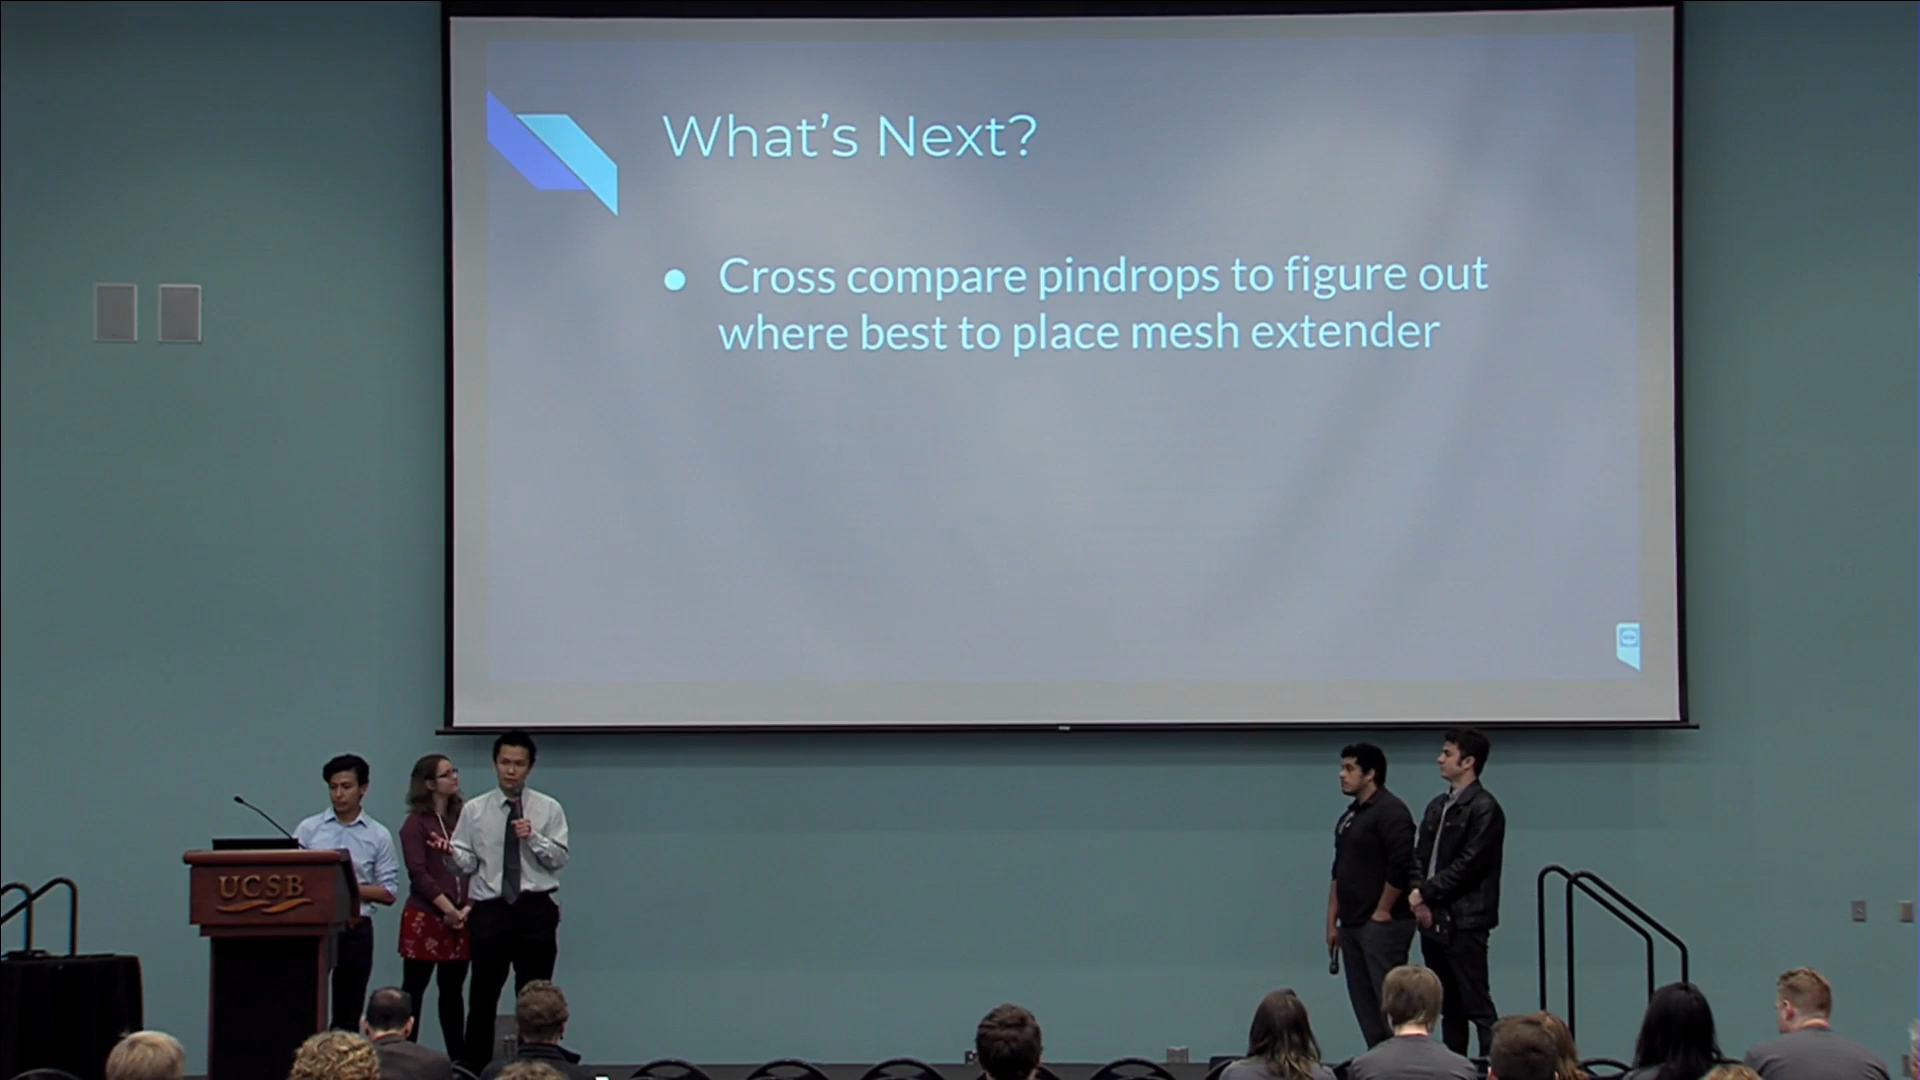 What's Next?
● Cross compare pindrops to figure out
where best to place mesh extender
UCSB